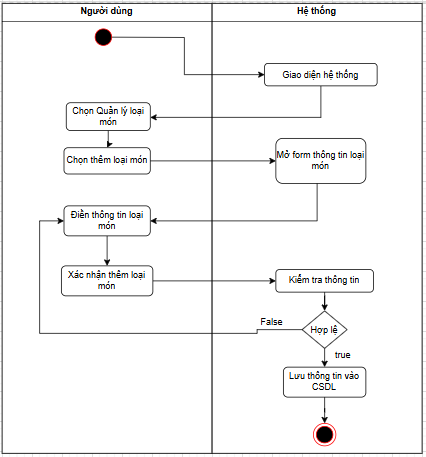 Người dùng
Hệ thống
Giao diện hệ thống
Chọn Quản lý loại
món
Chọn thêm loại món
Mở form thông tin loại
món
Điền thông tin loại
món
Xác nhận thêm loại
món
Kiểm tra thông tin
False
Hợp lệ
true
Lưu thông tin vào
CSDL